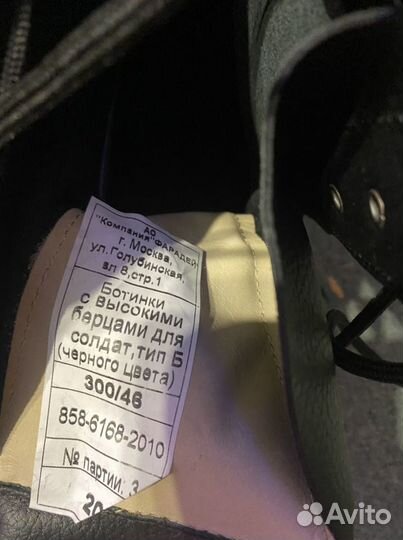 АО
"Компания" ФАРАДЕЙ
г. Москва,
ул. Голубинская,
вл 8, стр. 1
Ботинки
с высокими
берцами для
солдат, тип Б
(черного цвета)
300/46
858-6168-2010
№ партии: 3
20
Avito